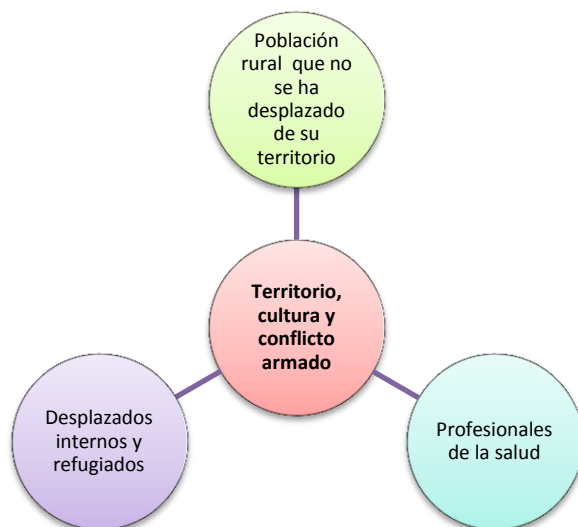 Población
rural que no
se ha
desplazado
de su
territorio
Territorio,
cultura y
conflicto
armado
Desplazados
internos y
refugiados
Profesionales
de la salud